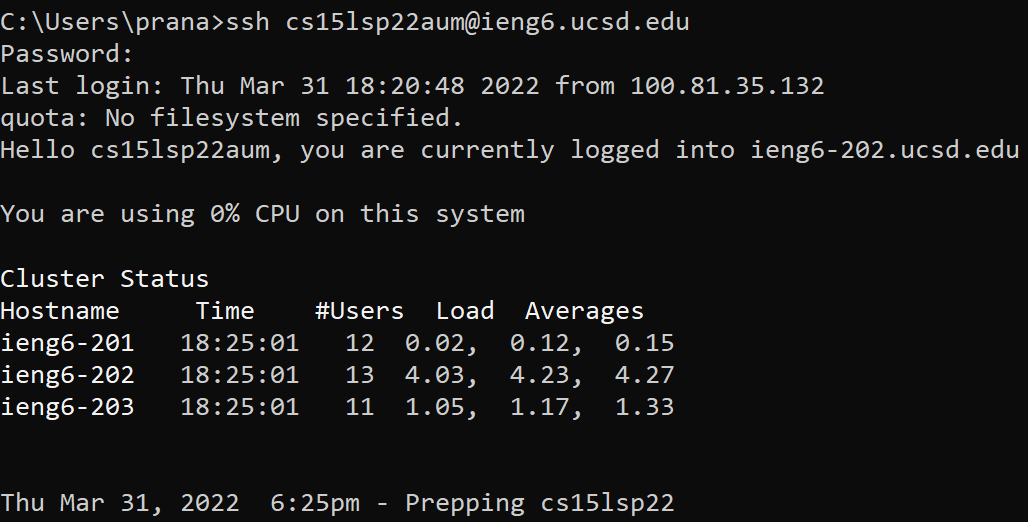 C:\Users\prana>ssh cs15lsp22aum@ieng6.ucsd.edu
Password:
Last login: Thu Mar 31 18:20:48 2022 from 100.81.35.132
quota: No filesystem specified.
Hello cs15lsp22aum, you are currently logged into ieng6-202.ucsd.edu
You are using 0% CPU on this system
Cluster Status
Hostname     Time    #Users  Load  Averages
ieng6-201   18:25:01   12  0.02,  0.12,  0.15
ieng6-202   18:25:01   13  4.03,  4.23,  4.27
ieng6-203   18:25:01   11  1.05,  1.17,  1.33
Thu Mar 31, 2022  6:25pm - Prepping cs15lsp22